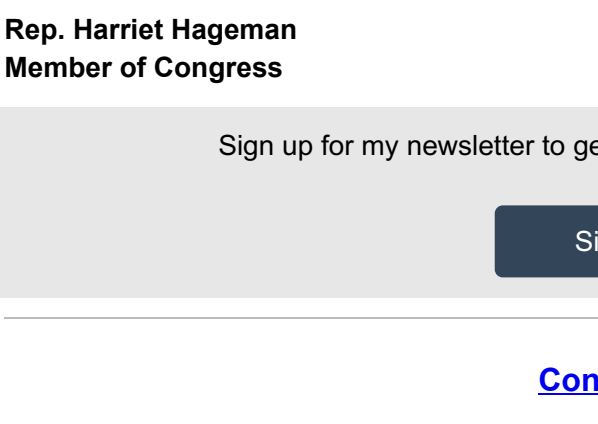 Rep. Harriet Hageman
Member of Congress
Sign up for my newsletter to ge
Si
Con